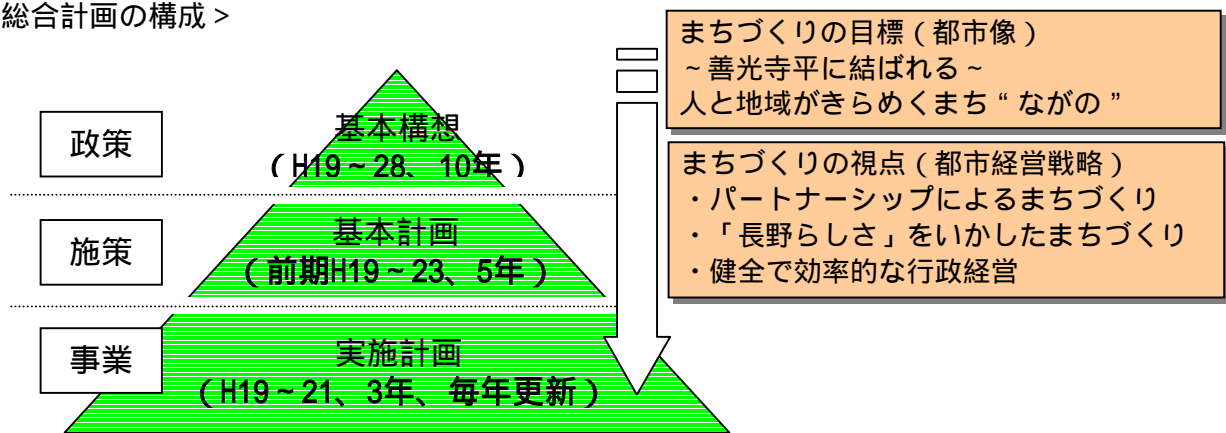 総合計画の構成＞
政策
基本構想
（H19～28、10年）
施策
基本計画
（前期H19～23、5年）
事業
実施計画
（H19～21、3年、毎年更新）
まちづくりの目標（都市像）
～善光寺平に結ばれる～
人と地域がきらめくまち“ながの”
まちづくりの視点（都市経営戦略）
・パートナーシップによるまちづくり
・「長野らしさ」をいかしたまちづくり
・健全で効率的な行政経営